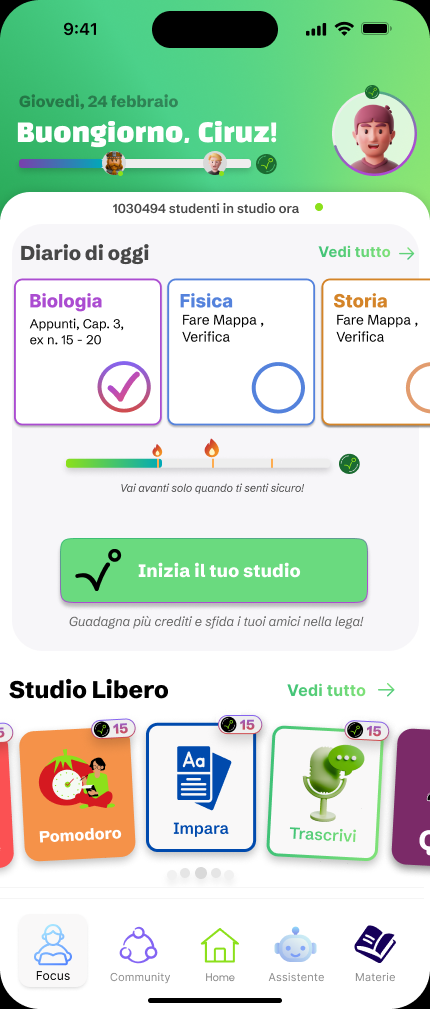 9:41
Giovedì, 24 febbraio
Buongiorno, Ciruz!
1030494 studenti in studio ora
Diario di oggi
Vedi tutto
Biologia
Appunti, Cap. 3,
ex n. 15 - 20
Fisica
Fare Mappa ,
Verifica
Storia
Fare Mappa ,
Verifica
Vai avanti solo quando ti senti sicuro!
Inizia il tuo studio
Guadagna più crediti e sfida i tuoi amici nella lega!
Studio Libero
Vedi tutto
15
15
15
Aa
Pomodoro
Impara
Trascrivi
Focus
Community
Home
Assistente
Materie